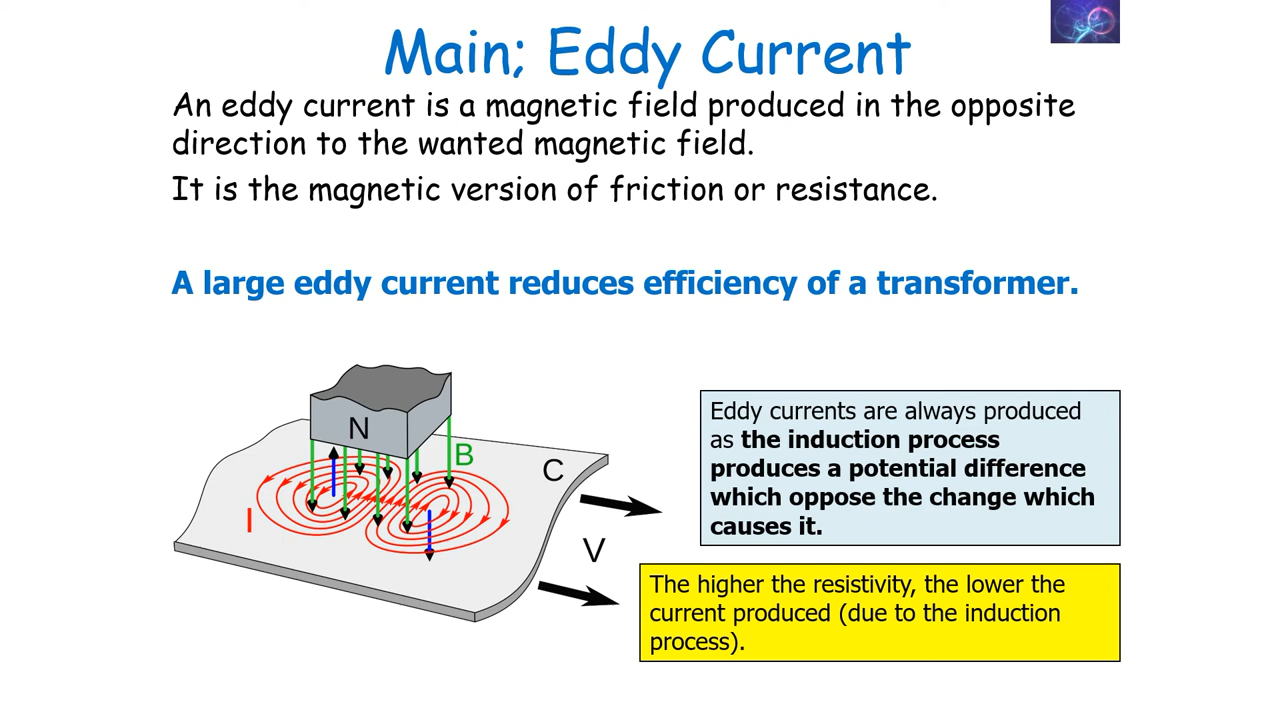 Main; Eddy Current
An eddy current is a magnetic field produced in the opposite
direction to the wanted magnetic field.
It is the magnetic version of friction or resistance.
A large eddy current reduces efficiency of a transformer.
N
B
C
I
V
Eddy currents are always produced
as the induction process
produces a potential difference
which oppose the change which
causes it.
The higher the resistivity, the lower the
current produced (due to the induction
process).